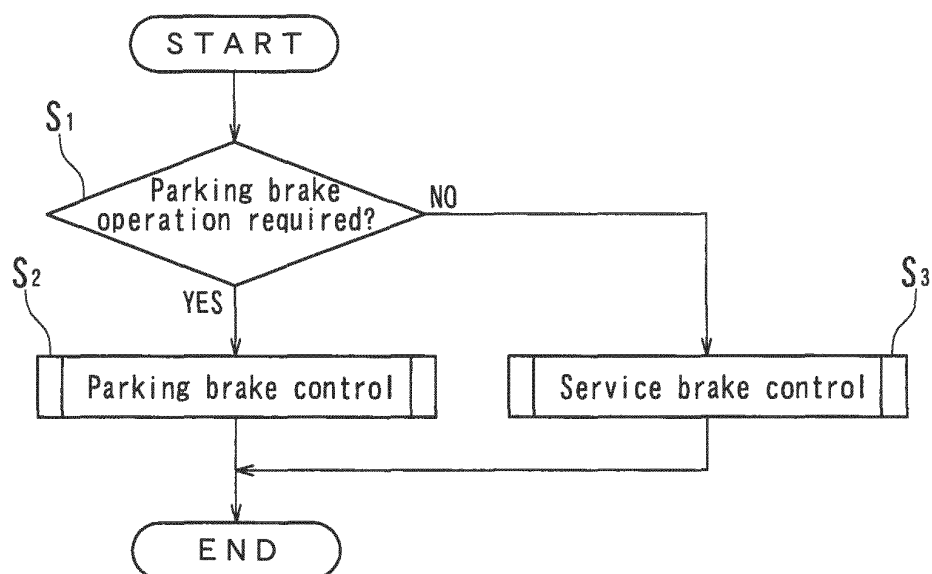 START
S1
Parking brake
operation required?
NO
S2
YES
S3
Parking brake control
Service brake control
END